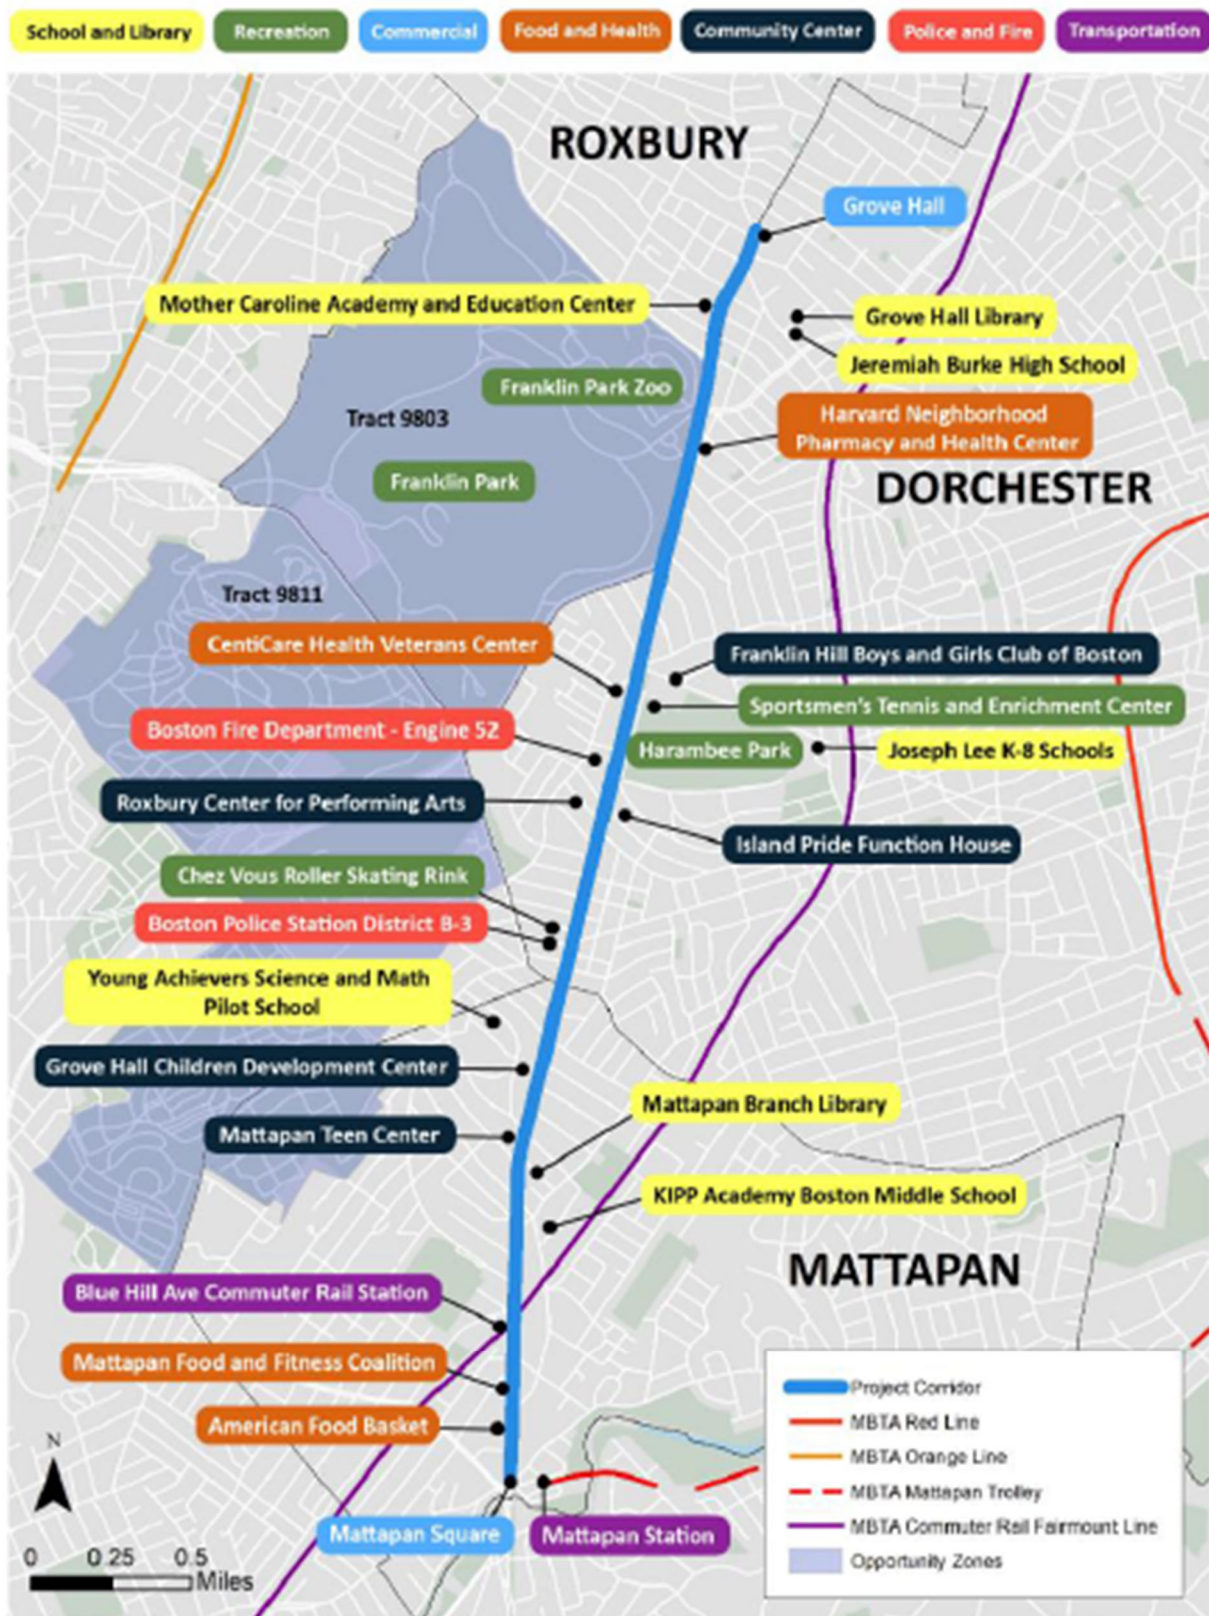 School and Library
Recreation
Commercial
Food and Health
Community Center
Police and Fire
Transportation
ROXBURY
Grove Hall
Mother Caroline Academy and Education Center
Grove Hall Library
Jeremiah Burke High School
Franklin Park Zoo
Tract 9803
Harvard Neighborhood
Pharmacy and Health Center
Franklin Park
DORCHESTER
Tract 9811
CentiCare Health Veterans Center
Franklin Hill Boys and Girls Club of Boston
Sportsmen's Tennis and Enrichment Center
Boston Fire Department - Engine 52
Harambee Park
Joseph Lee K-8 Schools
Roxbury Center for Performing Arts
Island Pride Function House
Chez Vous Roller Skating Rink
Boston Police Station District B-3
Young Achievers Science and Math
Pilot School
Grove Hall Children Development Center
Mattapan Branch Library
Mattapan Teen Center
KIPP Academy Boston Middle School
MATTAPAN
Blue Hill Ave Commuter Rail Station
Mattapan Food and Fitness Coalition
American Food Basket
Mattapan Square
Mattapan Station
N
0 0.25 0.5
Miles
Project Corridor
MBTA Red Line
MBTA Orange Line
MBTA Mattapan Trolley
MBTA Commuter Rail Fairmount Line
Opportunity Zones